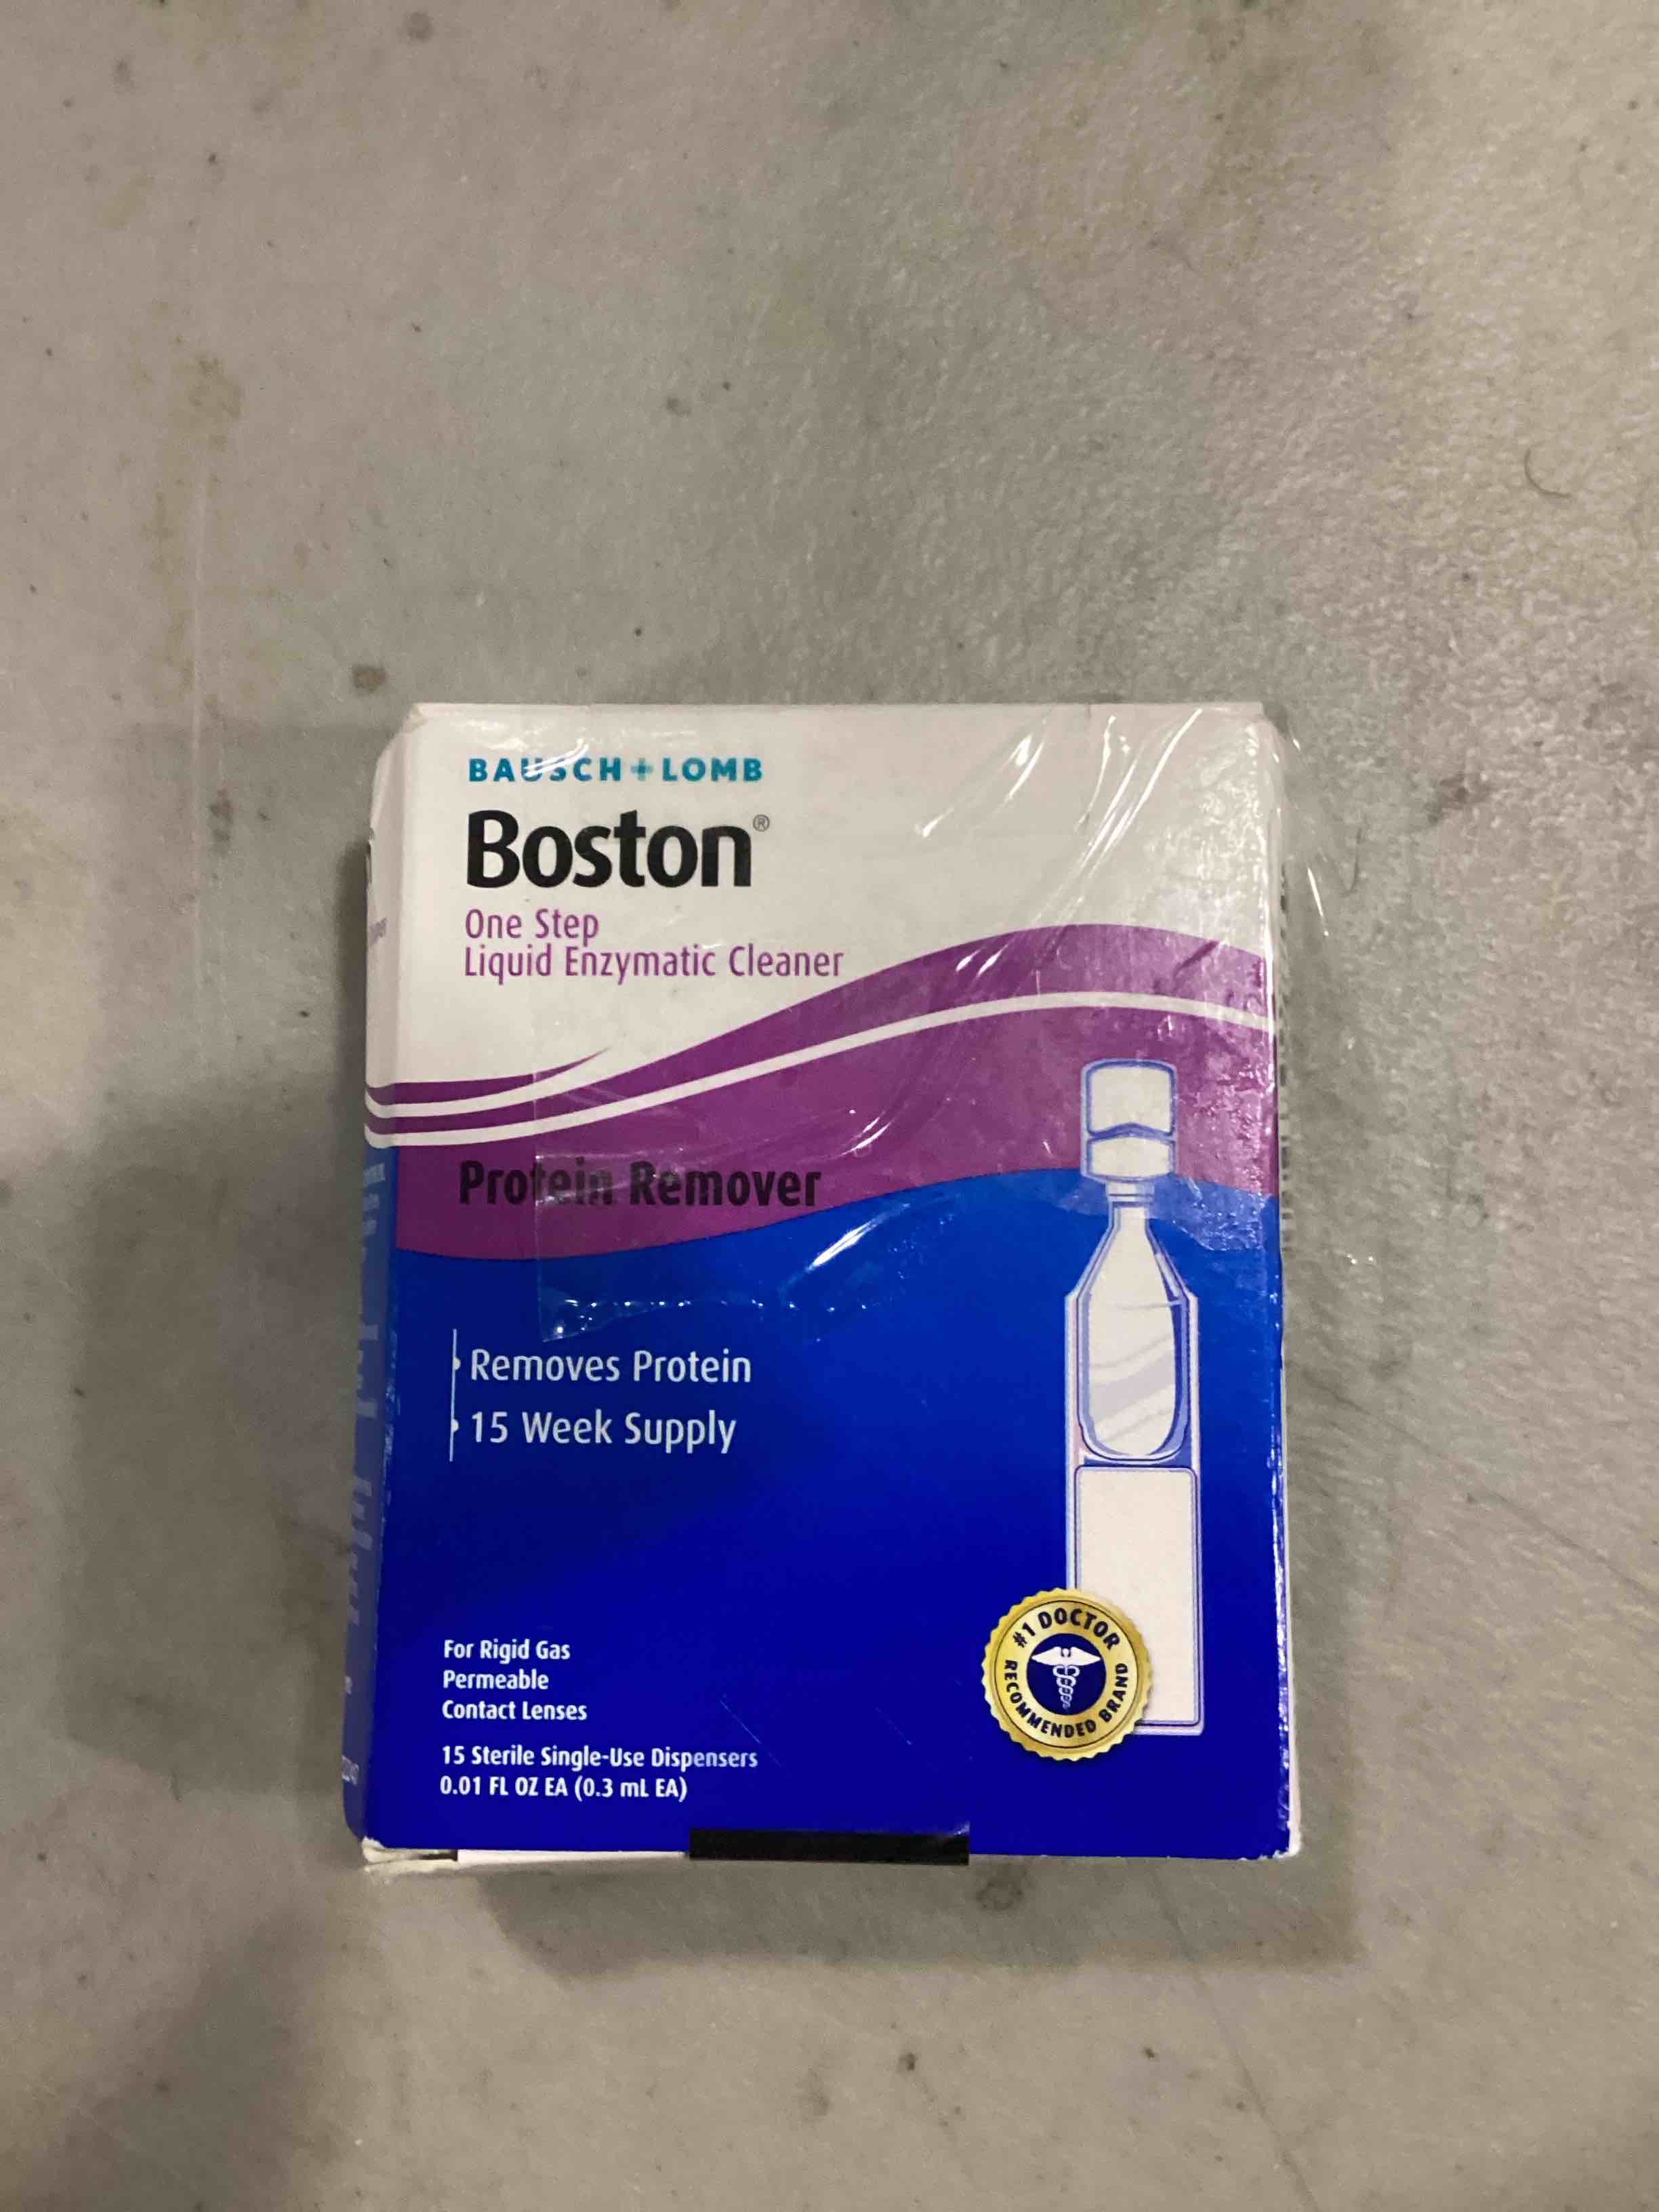 BAUSCH + LOMB
Boston®
One Step
Liquid Enzymatic Cleaner
Protein Remover
Removes Protein
15 Week Supply
For Rigid Gas
Permeable
Contact Lenses
15 Sterile Single-Use Dispensers
0.01 FL OZ EA (0.3 mL EA)
#1 DOCTOR
RECOMMENDED BRAND